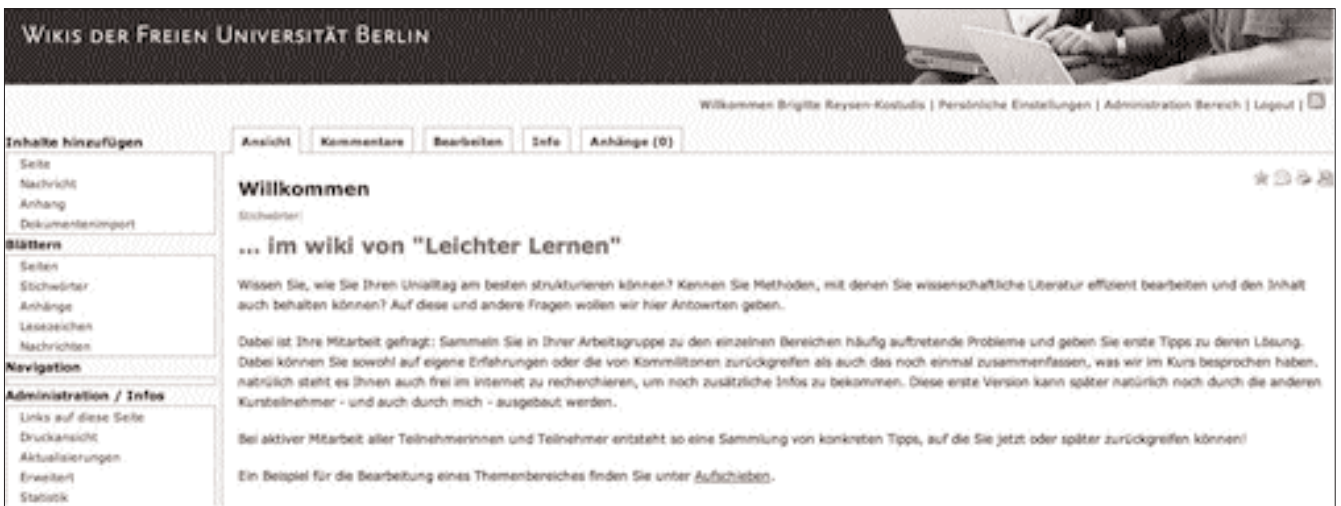 WIKIS DER FREIEN UNIVERSITÄT BERLIN
Willkommen Brigitte Reysen-Kostudis | Persönliche Einstellungen | Administration Bereich | Logout |
Inhalte hinzufügen
Seite
Nachricht
Anhang
Dokumentenimport
Blättern
Seiten
Stichwörter
Anhänge
Lesezeichen
Nachrichten
Navigation
Administration / Infos
Links auf diese Seite
Druckansicht
Aktualisierungen
Erweitert
Statistik
Ansicht Kommentare Bearbeiten Info Anhänge (0)
Willkommen
Stichwörter:
... im wiki von "Leichter Lernen"
Wissen Sie, wie Sie Ihren Unialltag am besten strukturieren können? Kennen Sie Methoden, mit denen Sie wissenschaftliche Literatur effizient bearbeiten und den Inhalt
auch behalten können? Auf diese und andere Fragen wollen wir hier Antowrten geben.
Dabei ist Ihre Mitarbeit gefragt: Sammeln Sie in Ihrer Arbeitsgruppe zu den einzelnen Bereichen häufig auftretende Probleme und geben Sie erste Tipps zu deren Lösung.
Dabei können Sie sowohl auf eigene Erfahrungen oder die von Kommilitonen zurückgreifen als auch das noch einmal zusammenfassen, was wir im Kurs besprochen haben.
natrülich steht es Ihnen auch frei im internet zu recherchieren, um noch zusätzliche Infos zu bekommen. Diese erste Version kann später natürlich noch durch die anderen
Kursteilnehmer - und auch durch mich - ausgebaut werden.
Bei aktiver Mitarbeit aller Teilnehmerinnen und Teilnehmer entsteht so eine Sammlung von konkreten Tipps, auf die Sie jetzt oder später zurückgreifen können!
Ein Beispiel für die Bearbeitung eines Themenbereiches finden Sie unter Aufschieben.